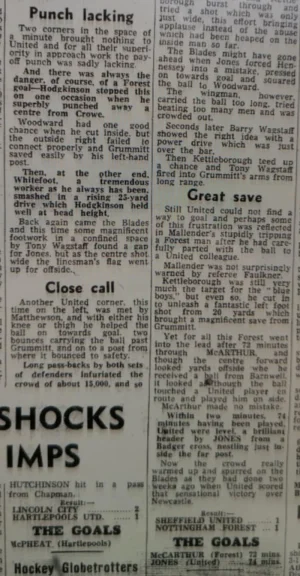 Punch lacking
Two corners in the space of
a minute brought nothing to
United and for all their superi-
ority in approach work the pay-
off punch was sadly lacking.
And there was always the
danger, of course, of a Forest
goal—Hodgkinson stepped this
on one occasion when he
superbly punched away a
centre from Crowe.
Woodward had one good
chance when he cut inside, but
the outside right failed to
connect properly and Grummitt
saved easily by his left-hand
post.
Then, at the other end,
Whitefoot, a tremendous
worker as he always has been,
smashed in a rising 25-yard
drive which Hodgkinson held
well at head height.
Back again came the Blades
and this time some magnificent
footwork in a confined space
by Tony Wagstaff found a gap
for Jones, but as the centre shot
wide the linesman's flag went
up for offside.
Close call
Another United corner, this
time on the left, was met by
Matthewson, and with either his
knee or thigh he helped the
ball on towards goal, two
bounces carrying the ball past
Grummitt, and on to a post from
where it bounced to safety.
Long pass-backs by both sets
of defenders infuriated the
crowd of about 15,000, and so
SHOCKS
IMPS
HUTCHINSON hit in a pass
from Chapman.
Result:—
LINCOLN CITY
HARTLEPOOLS UTD.
THE GOALS
McPHEAT (Hartlepools)
Hockey Globetrotters
burst through and
tried a shot which was only
just wide, this effort bringing
applause instead of the abuse
which had been heaped on the
inside man so far.
The Blades might have gone
ahead when Jones forced Hen-
nessey into a mistake, pressed
on towards goal and squared
the ball to Woodward.
The wingman, however,
carried the ball too long, tried
beating too many men and was
crowded out.
Seconds later Barry Wagstaff
showed the right idea with a
power drive which was just
over the bar.
Then Kettleborough teed up
a chance and Tony Wagstaff
fired into Grummitt's arms from
long range.
Great save
Still United could not find a
way to goal and perhaps some
of this frustration was reflected
in Mallender's stupidity, charging
a Forest man after he had care-
fully parted with the ball to
a United colleague.
Mallender was not surprisingly
warned by referee Faulkner.
Kettleborough was still very
much the target for the "blue
boys," but even so, he cut in
to unleash a fantastic left foot
shot from 20 yards which
brought a magnificent save from
Grummitt.
Yet for all this Forest went
into the lead after 72 minutes
through McARTHUR, and
though the centre forward
looked yards offside when he
received a ball from Barnwell,
it looked as though the ball
touched a United player en
route and played him on side.
McArthur made no mistake.
Within two minutes, 74
minutes having been played,
United were level, a brilliant
header by JONES from a
Badger cross, nestling just in-
side the far post.
Now the crowd really
warmed up and spurred on the
Blades as they had done two
weeks ago when United scored
that sensational victory over
Newcastle.
Result:—
SHEFFIELD UNITED 1
NOTTINGHAM FOREST 1
THE GOALS
McARTHUR (Forest) 72 mins.
JONES (United) 74 mins.